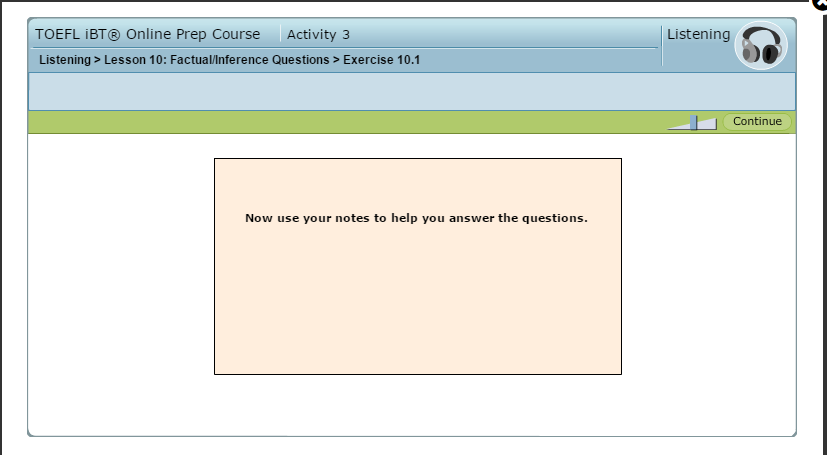 TOEFL iBT® Online Prep Course Activity 3 Listening
Listening > Lesson 10: Factual/Inference Questions > Exercise 10.1
Continue
Now use your notes to help you answer the questions.